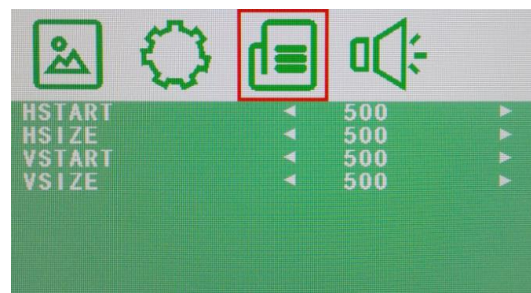 HSTART ◄ 500 ►
HSIZE ◄ 500 ►
VSTART ◄ 500 ►
VSIZE ◄ 500 ►